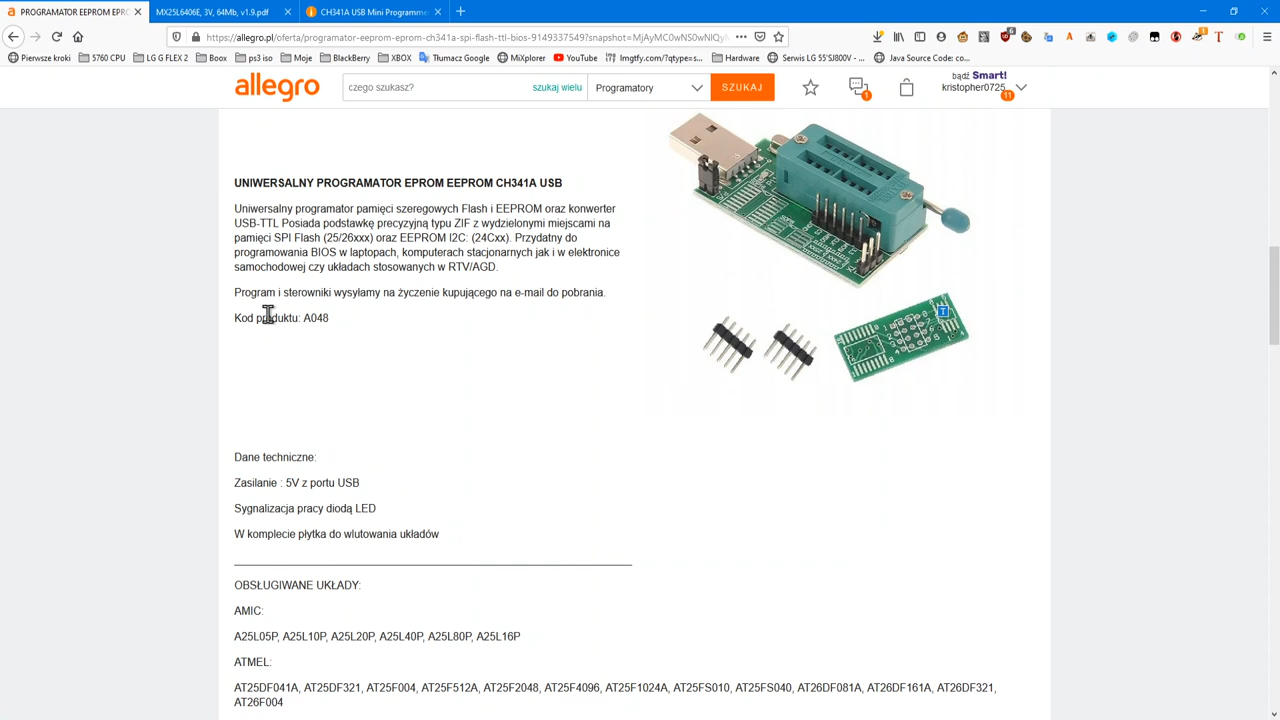 PROGRAMATOR EEPROM EPRO
MX25L6406E, 3V, 64Mb, v1.9.pdf
CH341A USB Mini Programme
https://allegro.pl/oferta/programator-eeprom-eprom-ch341a-spi-flash-ttl-bios-9149337549?snapshot=MjAyMC0wNS0wNlQy
Pierwsze kroki
5760 CPU
LG G FLEX 2
Boox
ps3 iso
Moje
BlackBerry
XBOX
Tłumacz Google
MiXplorer
YouTube
lmgtfy.com/?qtype=s...
Hardware
Serwis LG 55'SJ800V - ...
Java Source Code: co...
allegro
czego szukasz?
szukaj wielu
Programatory
SZUKAJ
1
bądź Smart!
kristopher0725
11
UNIWERSALNY PROGRAMATOR EPROM EEPROM CH341A USB
Uniwersalny programator pamięci szeregowych Flash i EEPROM oraz konwerter
USB-TTL Posiada podstawkę precyzyjną typu ZIF z wydzielonymi miejscami na
pamięci SPI Flash (25/26xxx) oraz EEPROM I2C: (24Cxx). Przydatny do
programowania BIOS w laptopach, komputerach stacjonarnych jak i w elektronice
samochodowej czy układach stosowanych w RTV/AGD.
Program i sterowniki wysyłamy na życzenie kupującego na e-mail do pobrania.
Kod produktu: A048
Dane techniczne:
Zasilanie : 5V z portu USB
Sygnalizacja pracy diodą LED
W komplecie płytka do wlutowania układów
OBSŁUGIWANE UKŁADY:
AMIC:
A25L05P, A25L10P, A25L20P, A25L40P, A25L80P, A25L16P
ATMEL:
AT25DF041A, AT25DF321, AT25F004, AT25F512A, AT25F2048, AT25F4096, AT25F1024A, AT25FS010, AT25FS040, AT26DF081A, AT26DF161A, AT26DF321,
AT26F004